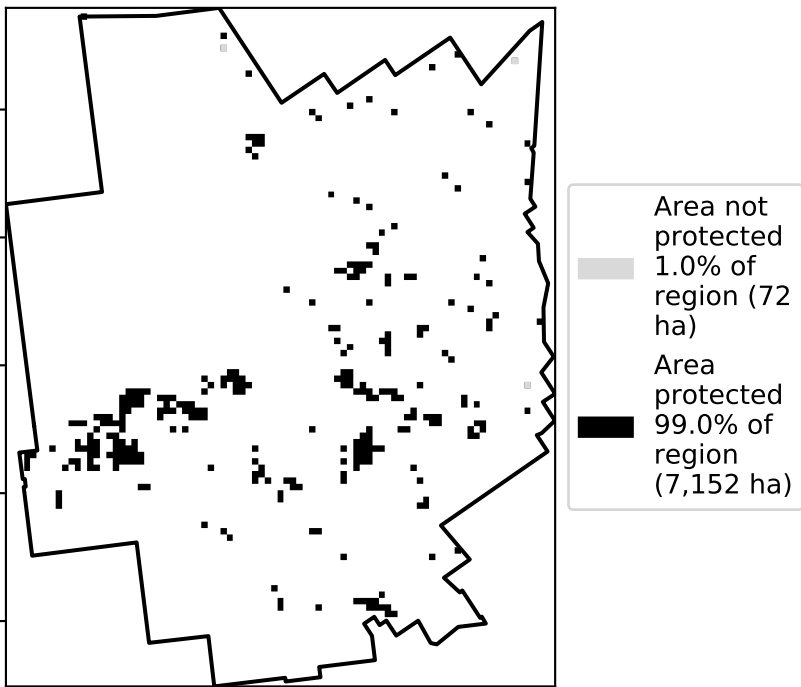 Area not
protected
1.0% of
region (72
ha)
Area
protected
99.0% of
region
(7,152 ha)